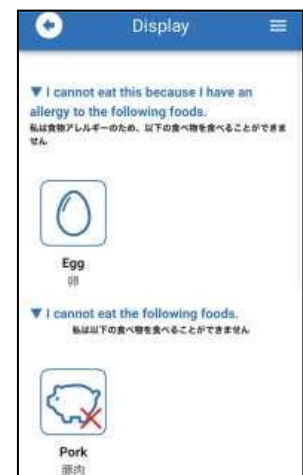 Display
▼ I cannot eat this because I have an
allergy to the following foods.
私は食物アレルギーのため、以下の食べ物を食べることができま
せん
Egg
卵
▼ I cannot eat the following foods.
私は以下の食べ物を食べることができません
Pork
豚肉